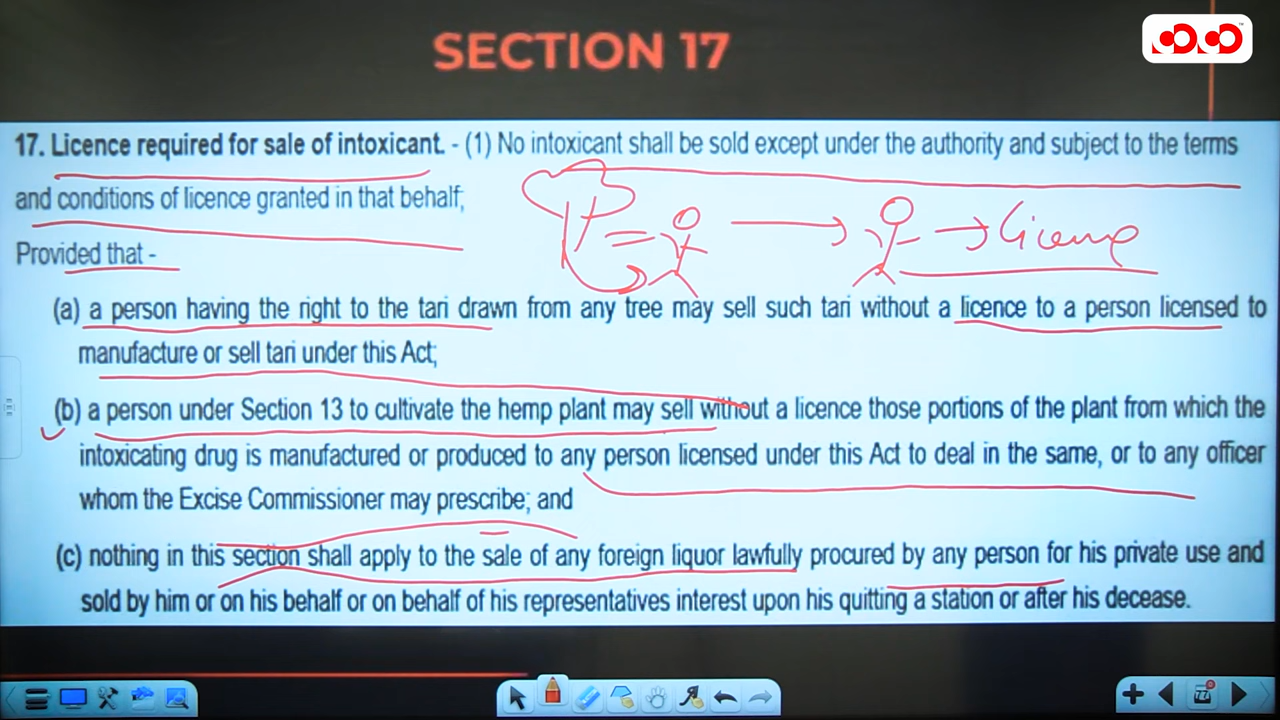 SECTION 17
17. Licence required for sale of intoxicant. - (1) No intoxicant shall be sold except under the authority and subject to the terms
and conditions of licence granted in that behalf;
Licence
Provided that -
(a) a person having the right to the tari drawn from any tree may sell such tari without a licence to a person licensed to
manufacture or sell tari under this Act;
(b) a person under Section 13 to cultivate the hemp plant may sell without a licence those portions of the plant from which the
intoxicating drug is manufactured or produced to any person licensed under this Act to deal in the same, or to any officer
whom the Excise Commissioner may prescribe; and
(c) nothing in this section shall apply to the sale of any foreign liquor lawfully procured by any person for his private use and
sold by him or on his behalf or on behalf of his representatives interest upon his quitting a station or after his decease.
77